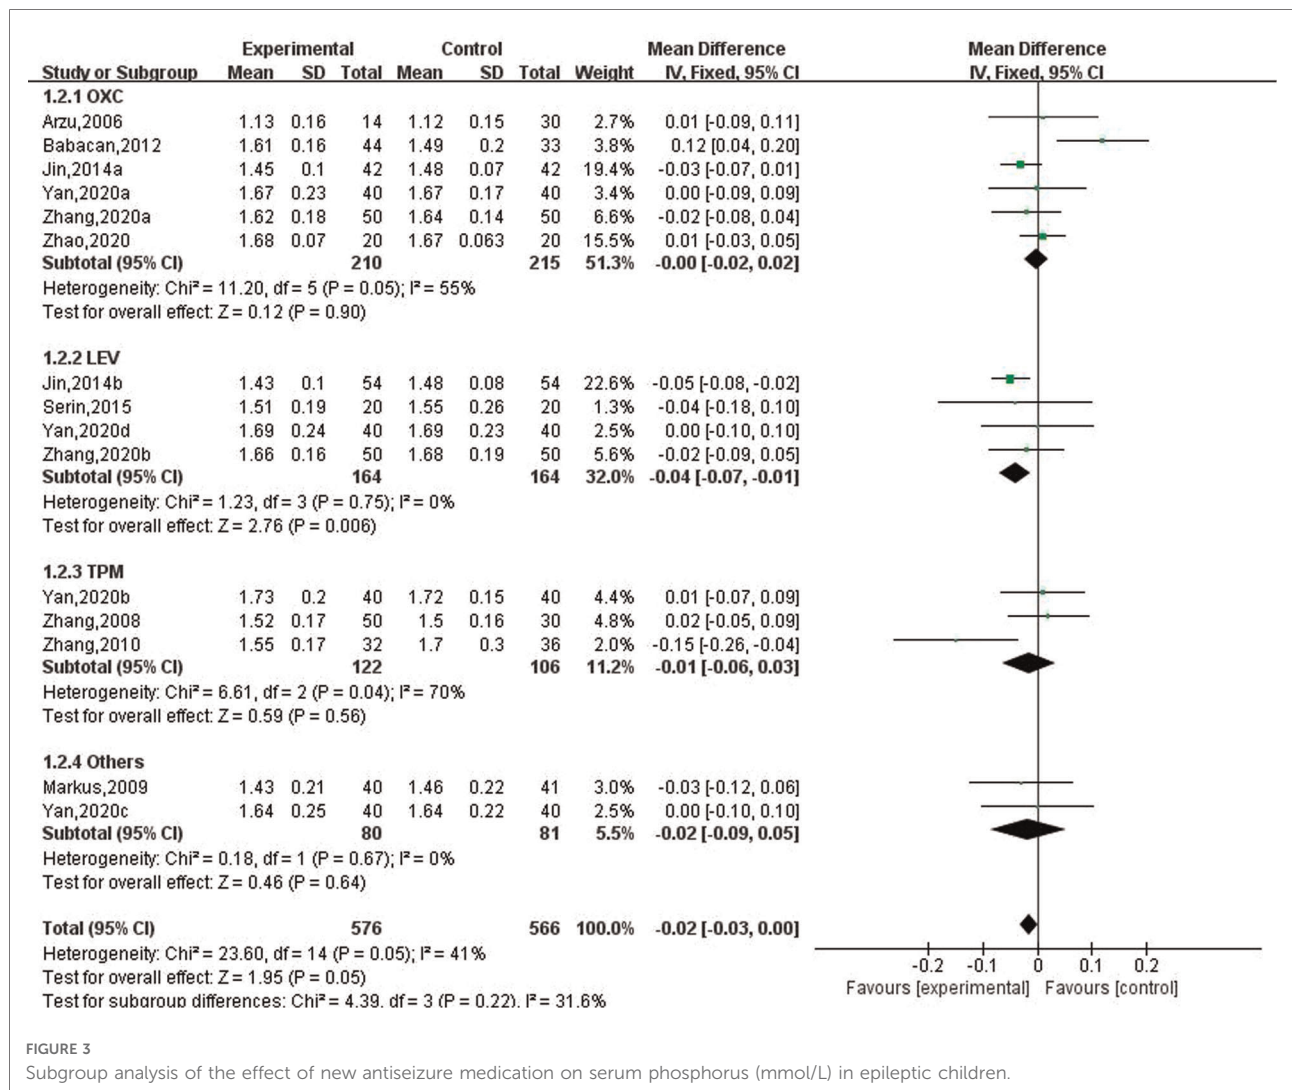 Experimental Control Mean Difference Mean Difference
Study or Subgroup Mean SD Total Mean SD Total Weight IV, Fixed, 95% CI IV, Fixed, 95% CI
1.2.1 OXC
Arzu,2006 1.13 0.16 14 1.12 0.15 30 2.7% 0.01 [-0.09, 0.11]
Babacan,2012 1.61 0.16 44 1.49 0.2 33 3.8% 0.12 [0.04, 0.20]
Jin,2014a 1.45 0.1 42 1.48 0.07 42 19.4% -0.03 [-0.07, 0.01]
Yan,2020a 1.67 0.23 40 1.67 0.17 40 3.4% 0.00 [-0.09, 0.09]
Zhang,2020a 1.62 0.18 50 1.64 0.14 50 6.6% -0.02 [-0.08, 0.04]
Zhao,2020 1.68 0.07 20 1.67 0.063 20 15.5% 0.01 [-0.03, 0.05]
Subtotal (95% CI) 210 215 51.3% -0.00 [-0.02, 0.02]
Heterogeneity: Chi² = 11.20, df = 5 (P = 0.05); I² = 55%
Test for overall effect: Z = 0.12 (P = 0.90)
1.2.2 LEV
Jin,2014b 1.43 0.1 54 1.48 0.08 54 22.6% -0.05 [-0.08, -0.02]
Serin,2015 1.51 0.19 20 1.55 0.26 20 1.3% -0.04 [-0.18, 0.10]
Yan,2020d 1.69 0.24 40 1.69 0.23 40 2.5% 0.00 [-0.10, 0.10]
Zhang,2020b 1.66 0.16 50 1.68 0.19 50 5.6% -0.02 [-0.09, 0.05]
Subtotal (95% CI) 164 164 32.0% -0.04 [-0.07, -0.01]
Heterogeneity: Chi² = 1.23, df = 3 (P = 0.75); I² = 0%
Test for overall effect: Z = 2.76 (P = 0.006)
1.2.3 TPM
Yan,2020b 1.73 0.2 40 1.72 0.15 40 4.4% 0.01 [-0.07, 0.09]
Zhang,2008 1.52 0.17 50 1.5 0.16 30 4.8% 0.02 [-0.05, 0.09]
Zhang,2010 1.55 0.17 32 1.7 0.3 36 2.0% -0.15 [-0.26, -0.04]
Subtotal (95% CI) 122 106 11.2% -0.01 [-0.06, 0.03]
Heterogeneity: Chi² = 6.61, df = 2 (P = 0.04); I² = 70%
Test for overall effect: Z = 0.59 (P = 0.56)
1.2.4 Others
Markus,2009 1.43 0.21 40 1.46 0.22 41 3.0% -0.03 [-0.12, 0.06]
Yan,2020c 1.64 0.25 40 1.64 0.22 40 2.5% 0.00 [-0.10, 0.10]
Subtotal (95% CI) 80 81 5.5% -0.02 [-0.09, 0.05]
Heterogeneity: Chi² = 0.18, df = 1 (P = 0.67); I² = 0%
Test for overall effect: Z = 0.46 (P = 0.64)
Total (95% CI) 576 566 100.0% -0.02 [-0.03, 0.00]
Heterogeneity: Chi² = 23.60, df = 14 (P = 0.05); I² = 41%
Test for overall effect: Z = 1.95 (P = 0.05)
Test for subgroup differences: Chi² = 4.39. df = 3 (P = 0.22). I² = 31.6%
-0.2 -0.1 0 0.1 0.2
Favours [experimental] Favours [control]
FIGURE 3
Subgroup analysis of the effect of new antiseizure medication on serum phosphorus (mmol/L) in epileptic children.